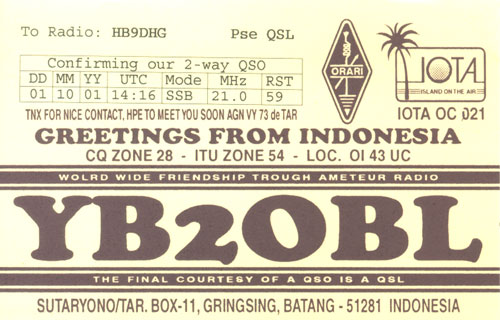 To Radio: HB9DHG Pse QSL
Confirming our 2-way QSO
DD MM YY UTC Mode MHz RST
01 10 01 14:16 SSB 21.0 59
ORARI
IOTA
ISLAND ON THE AIR
IOTA OC 021
TNX FOR NICE CONTACT, HPE TO MEET YOU SOON AGN VY 73 de TAR
GREETINGS FROM INDONESIA
CQ ZONE 28 - ITU ZONE 54 - LOC. OI 43 UC
WOLRD WIDE FRIENDSHIP TROUGH AMETEUR RADIO
YB2OBL
THE FINAL COURTESY OF A QSO IS A QSL
SUTARYONO/TAR. BOX-11, GRINGSING, BATANG - 51281 INDONESIA